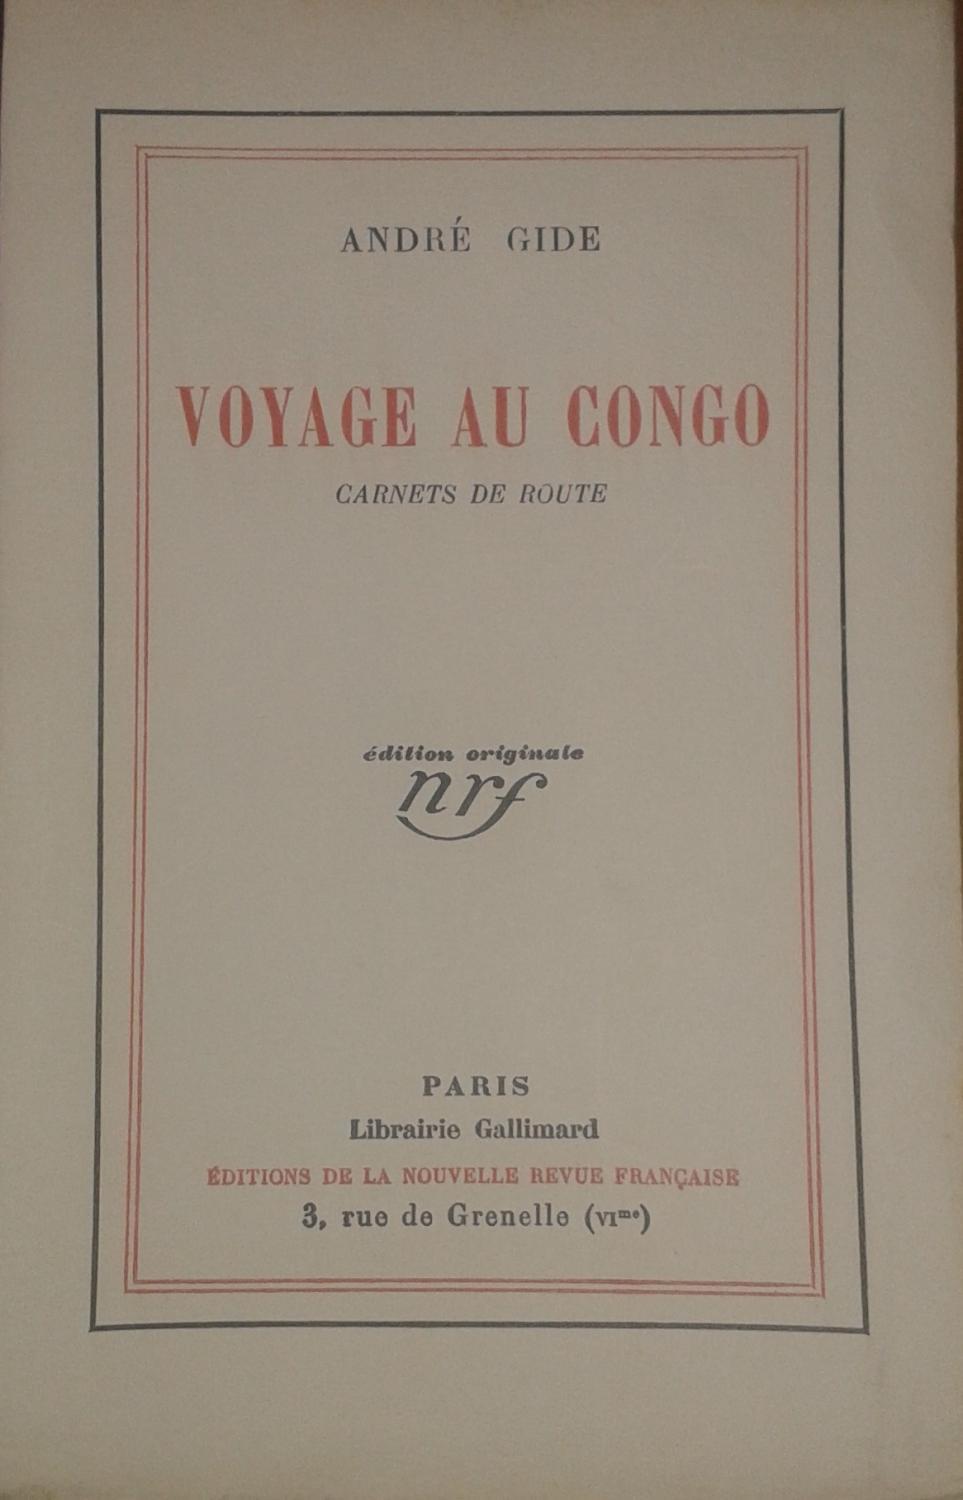 ANDRÉ GIDE
VOYAGE AU CONGO
CARNETS DE ROUTE
édition originale
nrf
PARIS
Librairie Gallimard
ÉDITIONS DE LA NOUVELLE REVUE FRANÇAISE
3, rue de Grenelle (VIᵐᵉ)